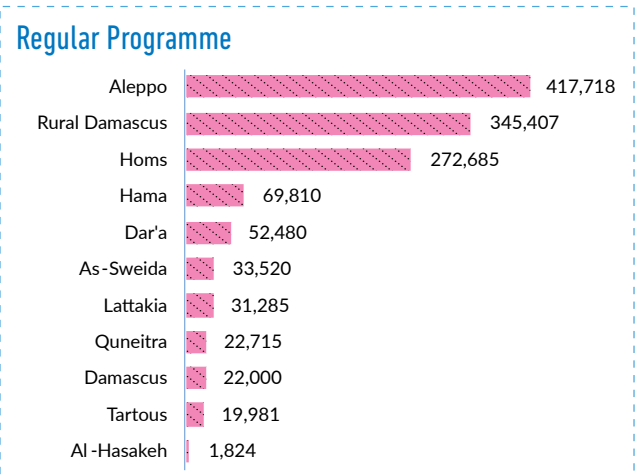 Regular Programme
Aleppo 417,718
Rural Damascus 345,407
Homs 272,685
Hama 69,810
Dar'a 52,480
As-Sweida 33,520
Lattakia 31,285
Quneitra 22,715
Damascus 22,000
Tartous 19,981
Al-Hasakeh 1,824